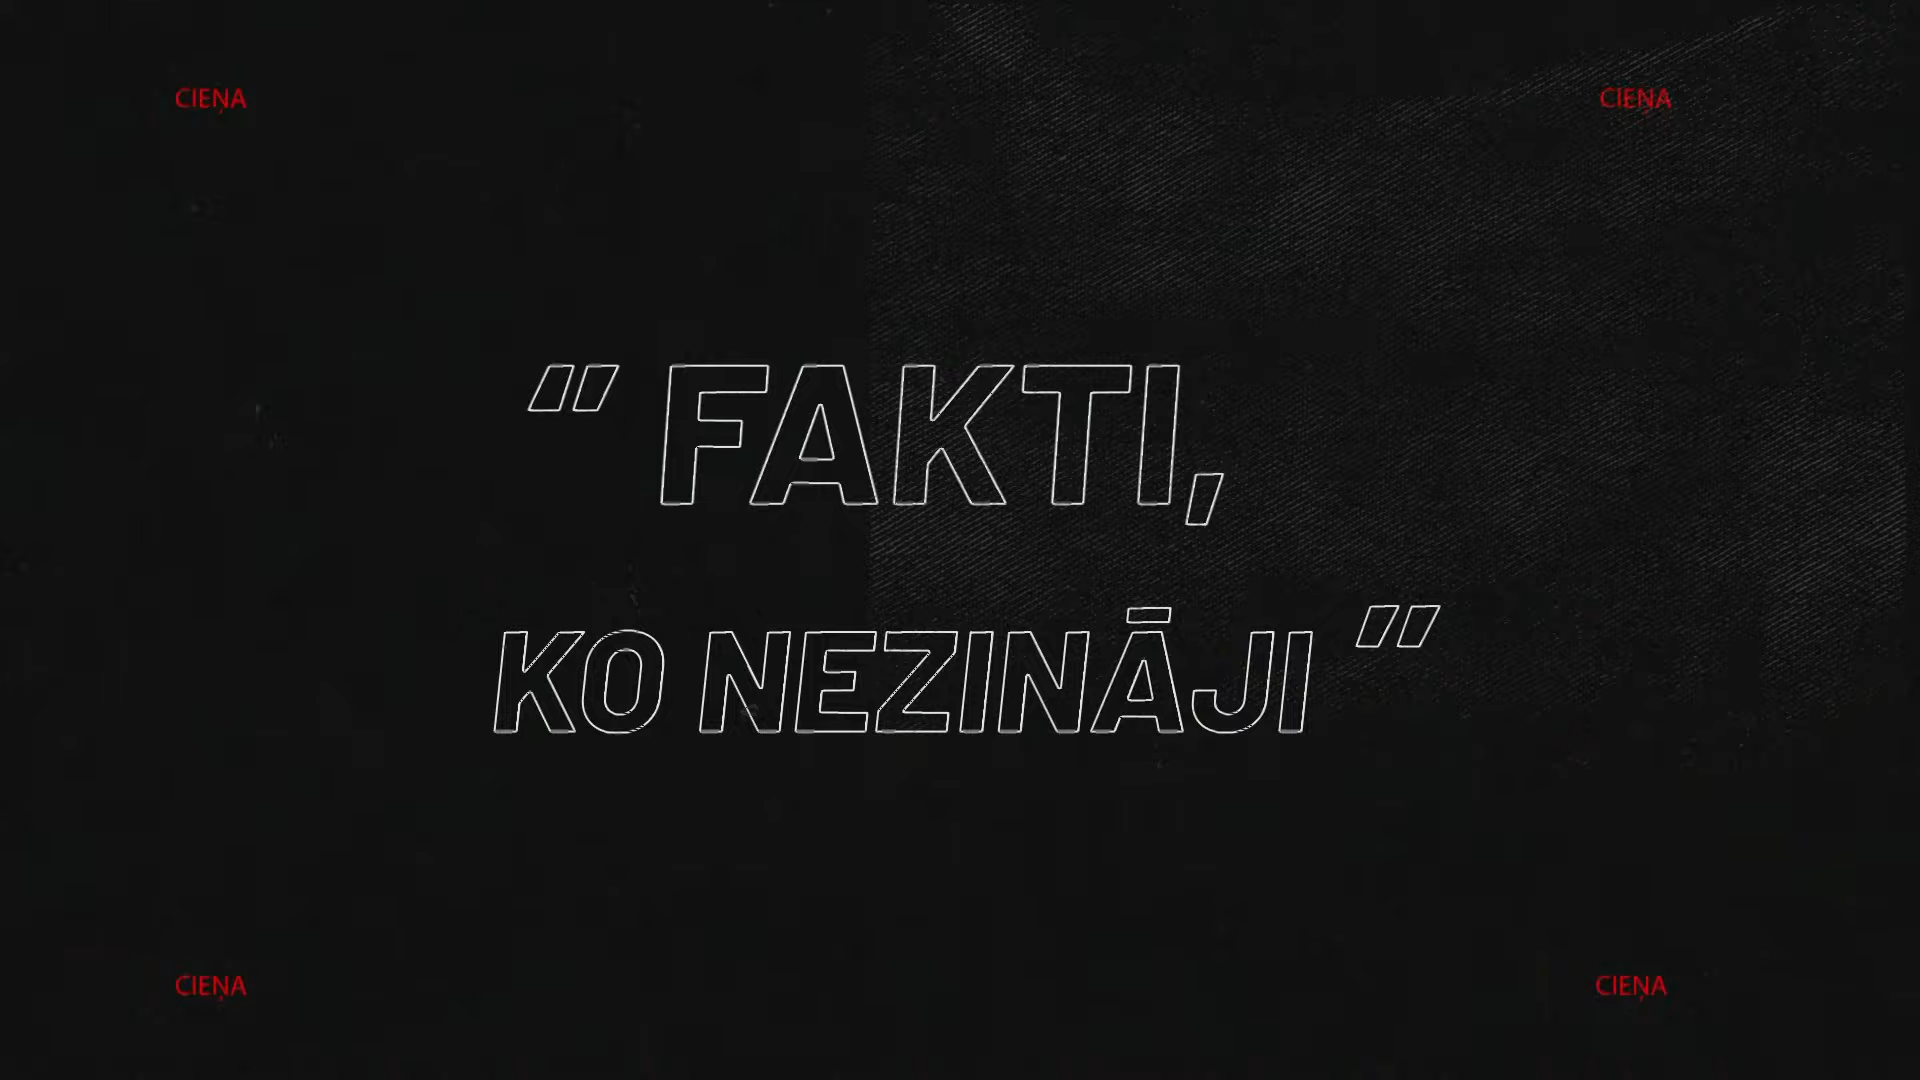 CIEŅA
CIEŅA
“ FAKTI,
KO NEZINĀJI ”
CIEŅA
CIEŅA